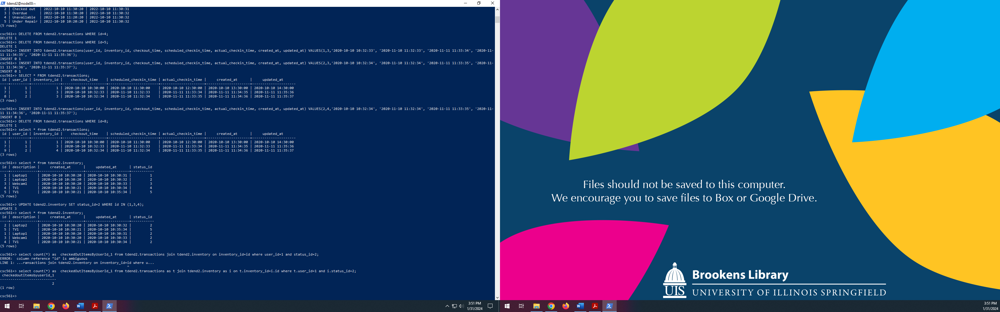 tdend2@node00:~
2 | Checked out | 2022-10-10 11:30:20 | 2022-10-10 11:30:31
3 | Overdue | 2022-10-10 11:30:20 | 2022-10-10 11:30:32
4 | Unavailable | 2022-10-10 11:20:20 | 2022-10-10 11:30:32
5 | Under Repair | 2022-10-10 10:20:20 | 2022-10-10 11:30:32
(5 rows)
csc561=> DELETE FROM tdend2.transactions WHERE id=4;
DELETE 1
csc561=> DELETE FROM tdend2.transactions WHERE id=5;
DELETE 1
csc561=> INSERT INTO tdend2.transactions(user_id, inventory_id, checkout_time, scheduled_checkin_time, actual_checkin_time, created_at, updated_at) VALUES(1,3,'2020-10-10 10:32:33', '2020-11-10 11:32:33', '2020-11-11 11:33:34', '2020-11-
11 11:34:35', '2020-11-11 11:35:36');
INSERT 0 1
csc561=> INSERT INTO tdend2.transactions(user_id, inventory_id, checkout_time, scheduled_checkin_time, actual_checkin_time, created_at, updated_at) VALUES(2,3,'2020-10-10 10:32:34', '2020-11-10 11:32:34', '2020-11-11 11:33:35', '2020-11-
11 11:34:36', '2020-11-11 11:35:37');
INSERT 0 1
csc561=> SELECT * FROM tdend2.transactions;
id | user_id | inventory_id | checkout_time | scheduled_checkin_time | actual_checkin_time | created_at | updated_at
----+---------+--------------+---------------------+------------------------+---------------------+---------------------+---------------------
1 | 1 | 1 | 2020-10-10 10:30:00 | 2020-10-10 11:30:00 | 2020-10-10 12:30:00 | 2020-10-10 13:30:00 | 2020-10-10 14:30:00
7 | 1 | 3 | 2020-10-10 10:32:33 | 2020-11-10 11:32:33 | 2020-11-11 11:33:34 | 2020-11-11 11:34:35 | 2020-11-11 11:35:36
8 | 2 | 3 | 2020-10-10 10:32:34 | 2020-11-10 11:32:34 | 2020-11-11 11:33:35 | 2020-11-11 11:34:36 | 2020-11-11 11:35:37
(3 rows)
csc561=> INSERT INTO tdend2.transactions(user_id, inventory_id, checkout_time, scheduled_checkin_time, actual_checkin_time, created_at, updated_at) VALUES(2,4,'2020-10-10 10:32:34', '2020-11-10 11:32:34', '2020-11-11 11:33:35', '2020-11-
11 11:34:36', '2020-11-11 11:35:37');
INSERT 0 1
csc561=> DELETE FROM tdend2.transactions WHERE id=8;
DELETE 1
csc561=> select * from tdend2.transactions;
id | user_id | inventory_id | checkout_time | scheduled_checkin_time | actual_checkin_time | created_at | updated_at
----+---------+--------------+---------------------+------------------------+---------------------+---------------------+---------------------
1 | 1 | 1 | 2020-10-10 10:30:00 | 2020-10-10 11:30:00 | 2020-10-10 12:30:00 | 2020-10-10 13:30:00 | 2020-10-10 14:30:00
7 | 1 | 3 | 2020-10-10 10:32:33 | 2020-11-10 11:32:33 | 2020-11-11 11:33:34 | 2020-11-11 11:34:35 | 2020-11-11 11:35:36
9 | 2 | 4 | 2020-10-10 10:32:34 | 2020-11-10 11:32:34 | 2020-11-11 11:33:35 | 2020-11-11 11:34:36 | 2020-11-11 11:35:37
(3 rows)
csc561=> select * from tdend2.inventory;
id | description | created_at | updated_at | status_id
----+-------------+---------------------+---------------------+-----------
1 | Laptop1 | 2020-10-10 10:30:20 | 2020-10-10 10:30:31 | 1
2 | Laptop2 | 2020-10-10 10:30:20 | 2020-10-10 10:30:32 | 2
3 | Webcam1 | 2020-10-10 10:30:20 | 2020-10-10 10:30:33 | 3
4 | TV1 | 2020-10-10 10:30:21 | 2020-10-10 10:30:34 | 4
5 | TV1 | 2020-10-10 10:30:21 | 2020-10-10 10:35:34 | 5
(5 rows)
csc561=> UPDATE tdend2.inventory SET status_id=2 WHERE id IN (1,3,4);
UPDATE 3
csc561=> select * from tdend2.inventory;
id | description | created_at | updated_at | status_id
----+-------------+---------------------+---------------------+-----------
2 | Laptop2 | 2020-10-10 10:30:20 | 2020-10-10 10:30:32 | 2
5 | TV1 | 2020-10-10 10:30:21 | 2020-10-10 10:35:34 | 5
1 | Laptop1 | 2020-10-10 10:30:20 | 2020-10-10 10:30:31 | 2
3 | Webcam1 | 2020-10-10 10:30:20 | 2020-10-10 10:30:33 | 2
4 | TV1 | 2020-10-10 10:30:21 | 2020-10-10 10:30:34 | 2
(5 rows)
csc561=> select count(*) as  checkedOutItemsByUserId_1 from tdend2.transactions join tdend2.inventory on inventory_id=id where user_id=1 and status_id=2;
ERROR:  column reference "id" is ambiguous
LINE 1: ...ransactions join tdend2.inventory on inventory_id=id where u...
^
csc561=> select count(*) as  checkedOutItemsByUserId_1 from tdend2.transactions as t join tdend2.inventory as i on t.inventory_id=i.id where t.user_id=1 and i.status_id=2;
checkedoutitemsbyuserid_1
---------------------------
2
(1 row)
csc561=>
3:51 PM
1/31/2024
Files should not be saved to this computer.
We encourage you to save files to Box or Google Drive.
UIS
Brookens Library
UNIVERSITY OF ILLINOIS SPRINGFIELD
3:51 PM
1/31/2024